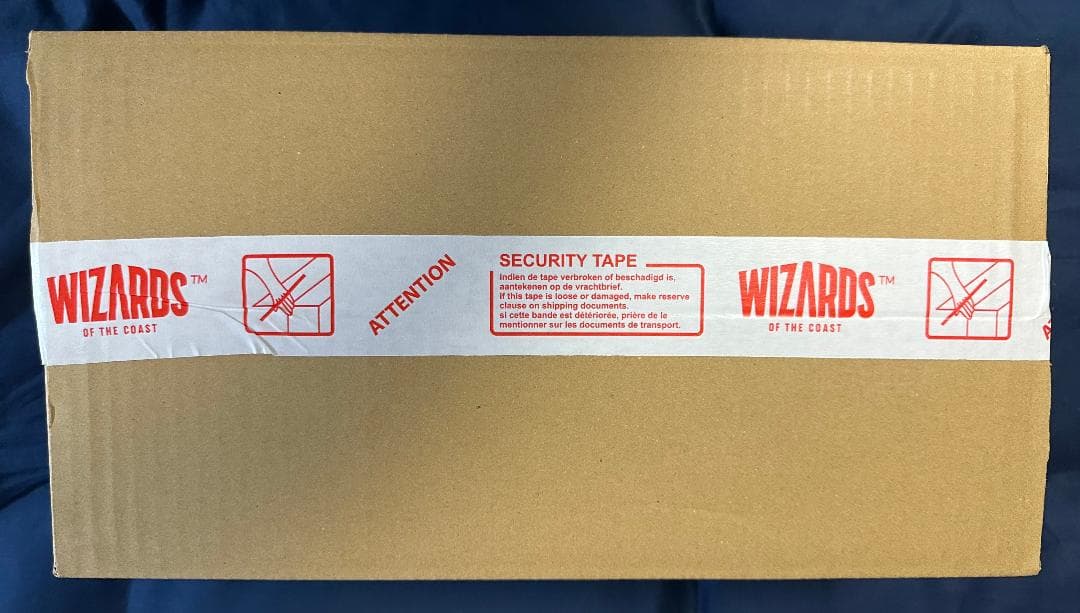 WIZARDS™
OF THE COAST
ATTENTION
SECURITY TAPE
Indien de tape verbroken of beschadigd is,
aantekenen op de vrachtbrief.
If this tape is loose or damaged, make reserve
clause on shipping documents.
si cette bande est détériorée, prière de le
mentionner sur les documents de transport.
WIZARDS™
OF THE COAST
A